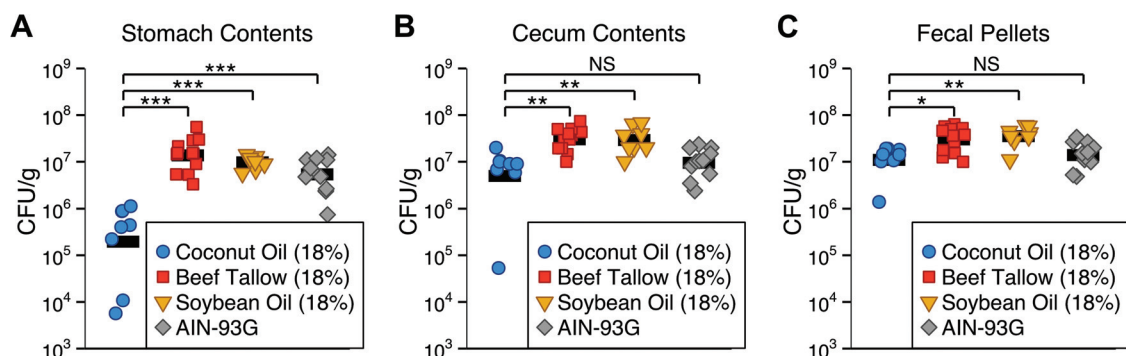 A
Stomach Contents
***
***
***
CFU/g
10⁹
10⁸
10⁷
10⁶
10⁵
10⁴
10³
Coconut Oil (18%)
Beef Tallow (18%)
Soybean Oil (18%)
AIN-93G
B
Cecum Contents
NS
**
**
CFU/g
10⁹
10⁸
10⁷
10⁶
10⁵
10⁴
10³
Coconut Oil (18%)
Beef Tallow (18%)
Soybean Oil (18%)
AIN-93G
C
Fecal Pellets
NS
**
*
CFU/g
10⁹
10⁸
10⁷
10⁶
10⁵
10⁴
10³
Coconut Oil (18%)
Beef Tallow (18%)
Soybean Oil (18%)
AIN-93G